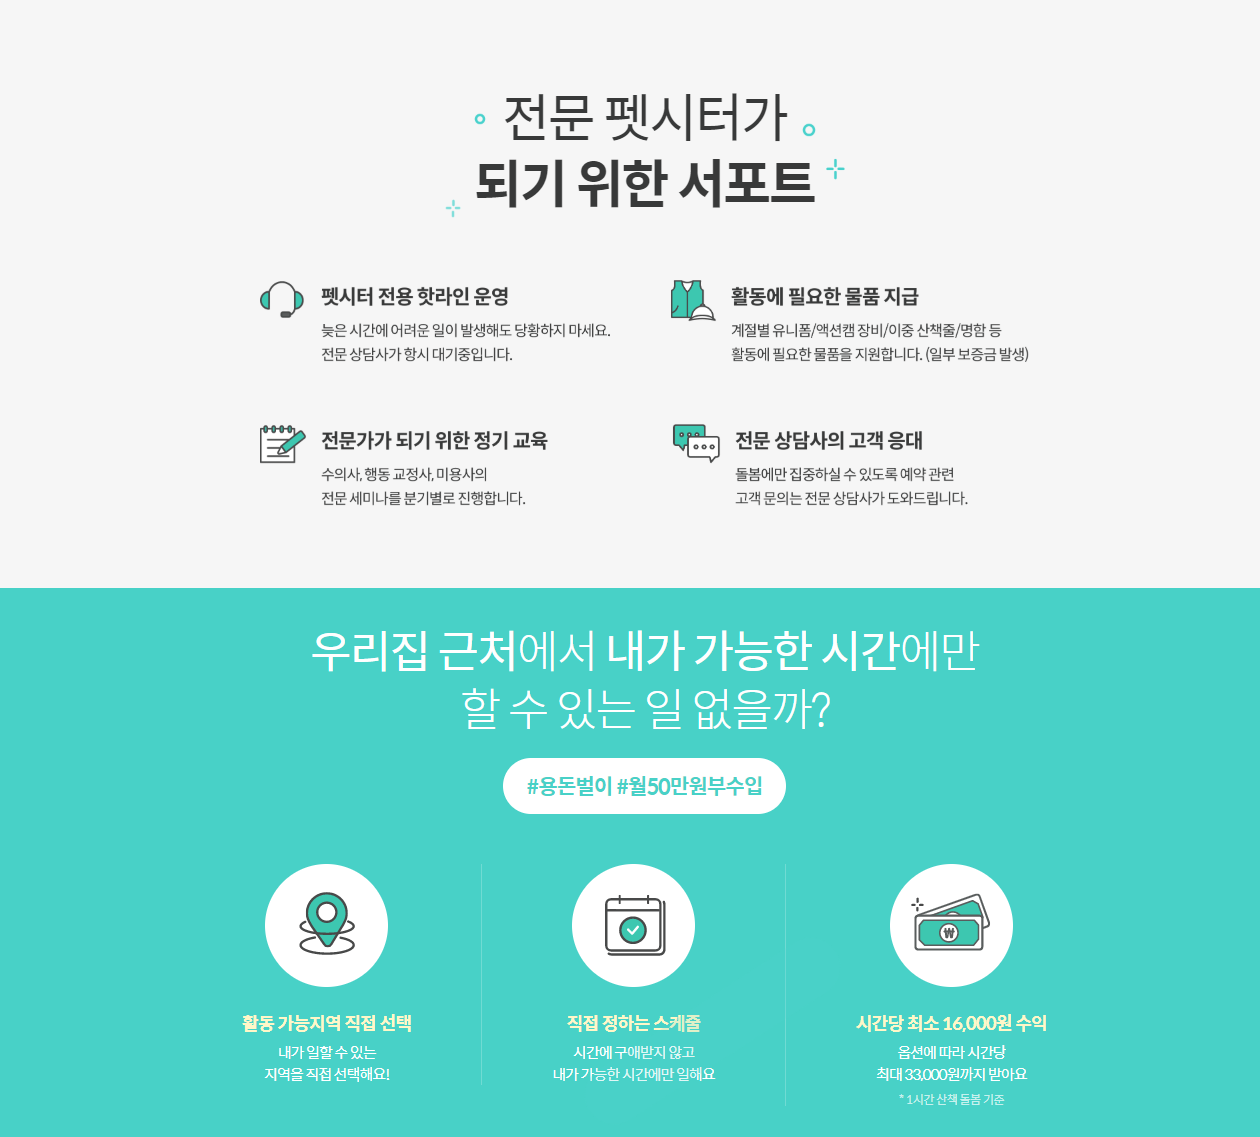 전문 펫시터가
되기 위한 서포트
펫시터 전용 핫라인 운영
늦은 시간에 어려운 일이 발생해도 당황하지 마세요.
전문 상담사가 항시 대기중입니다.
활동에 필요한 물품 지급
계절별 유니폼/액션캠 장비/이중 산책줄/명함 등
활동에 필요한 물품을 지원합니다. (일부 보증금 발생)
전문가가 되기 위한 정기 교육
수의사, 행동 교정사, 미용사의
전문 세미나를 분기별로 진행합니다.
전문 상담사의 고객 응대
돌봄에만 집중하실 수 있도록 예약 관련
고객 문의는 전문 상담사가 도와드립니다.
우리집 근처에서 내가 가능한 시간에만
할 수 있는 일 없을까?
#용돈벌이 #월50만원부수입
활동 가능지역 직접 선택
내가 일할 수 있는
지역을 직접 선택해요!
직접 정하는 스케줄
시간에 구애받지 않고
내가 가능한 시간에만 일해요
₩
시간당 최소 16,000원 수익
옵션에 따라 시간당
최대 33,000원까지 받아요
* 1시간 산책 돌봄 기준